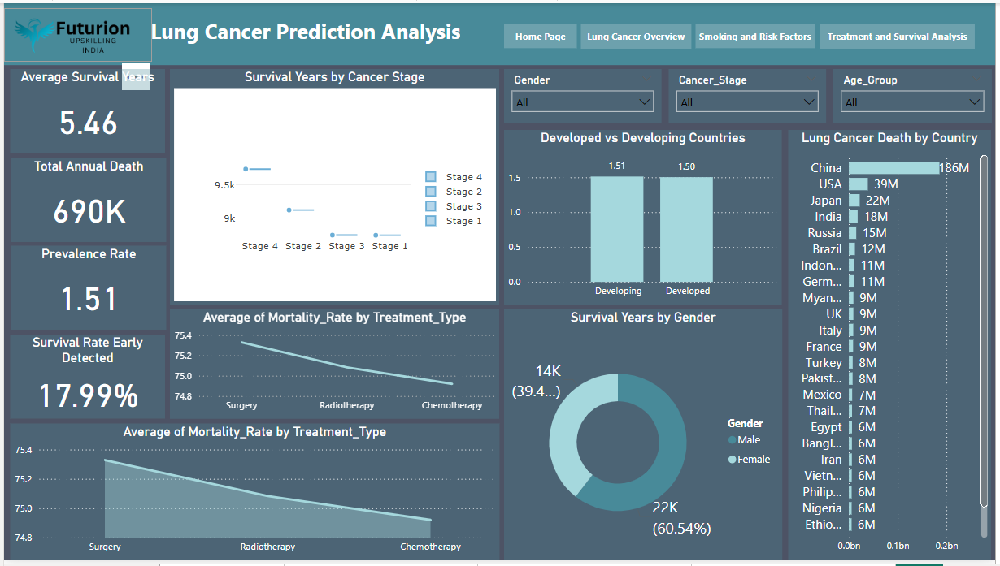 Futurion
UPSKILLING
INDIA
Lung Cancer Prediction Analysis
Home Page
Lung Cancer Overview
Smoking and Risk Factors
Treatment and Survival Analysis
Average Survival Years
5.46
Total Annual Death
690K
Prevalence Rate
1.51
Survival Rate Early
Detected
17.99%
Survival Years by Cancer Stage
9.5k
9k
Stage 4 Stage 2 Stage 3 Stage 1
Stage 4
Stage 2
Stage 3
Stage 1
Gender
All
Cancer_Stage
All
Age_Group
All
Developed vs Developing Countries
1.51 1.50
1.5
1.0
0.5
0.0
Developing Developed
Lung Cancer Death by Country
China 186M
USA 39M
Japan 22M
India 18M
Russia 15M
Brazil 12M
Indon... 11M
Germ... 11M
Myan... 9M
UK 9M
Italy 9M
France 9M
Turkey 8M
Pakist... 8M
Mexico 7M
Thail... 7M
Egypt 6M
Bangl... 6M
Iran 6M
Vietn... 6M
Philip... 6M
Nigeria 6M
Ethio... 6M
0.0bn 0.1bn 0.2bn
Average of Mortality_Rate by Treatment_Type
75.4
75.2
75.0
74.8
Surgery Radiotherapy Chemotherapy
Survival Years by Gender
14K
(39.4...)
22K
(60.54%)
Gender
Male
Female
Average of Mortality_Rate by Treatment_Type
75.4
75.2
75.0
74.8
Surgery Radiotherapy Chemotherapy